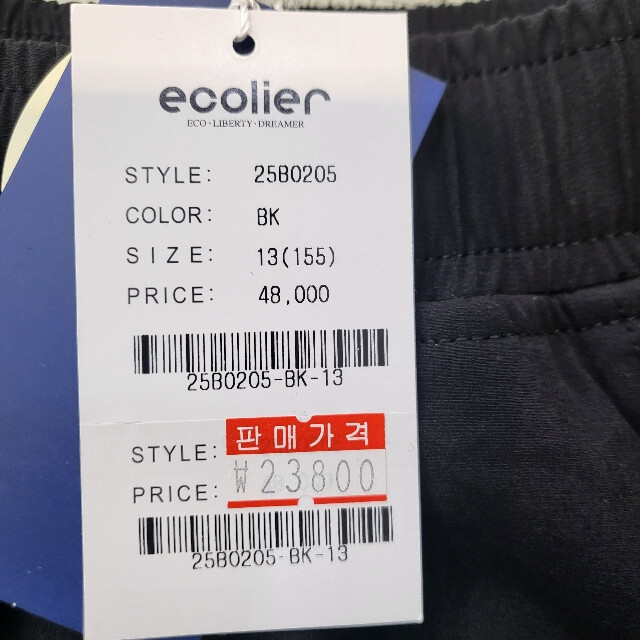 ecolier
ECO·LIBERTY·DREAMER
STYLE: 25B0205
COLOR: BK
SIZE: 13(155)
PRICE: 48,000
25B0205-BK-13
판매가격
STYLE:
PRICE: ₩23800
25B0205-BK-13